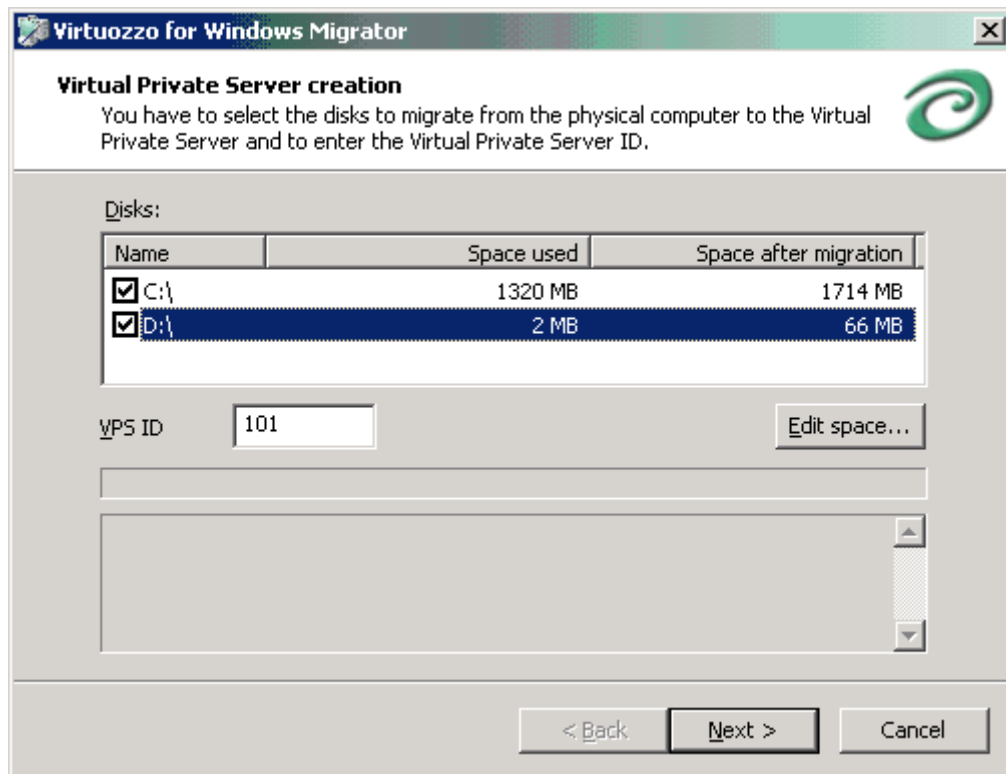 Virtuozzo for Windows Migrator
Virtual Private Server creation
You have to select the disks to migrate from the physical computer to the Virtual
Private Server and to enter the Virtual Private Server ID.
Disks:
Name Space used Space after migration
C:\ 1320 MB 1714 MB
D:\ 2 MB 66 MB
VPS ID 101 Edit space...
< Back Next > Cancel